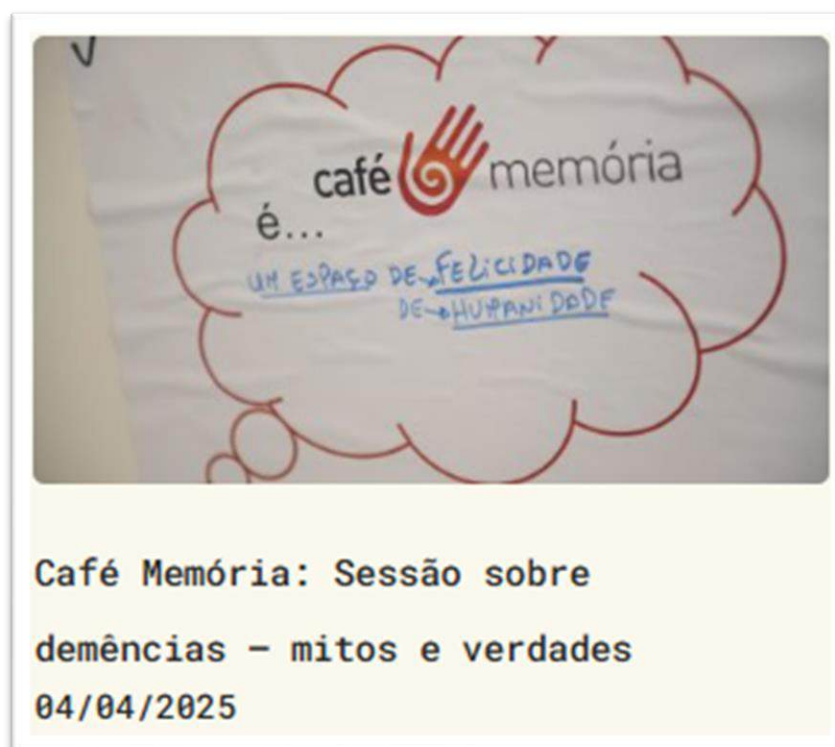 café memória
é...
UM ESPAÇO DE→FELICIDADE
DE→HUMANIDADE
Café Memória: Sessão sobre
demências – mitos e verdades
04/04/2025